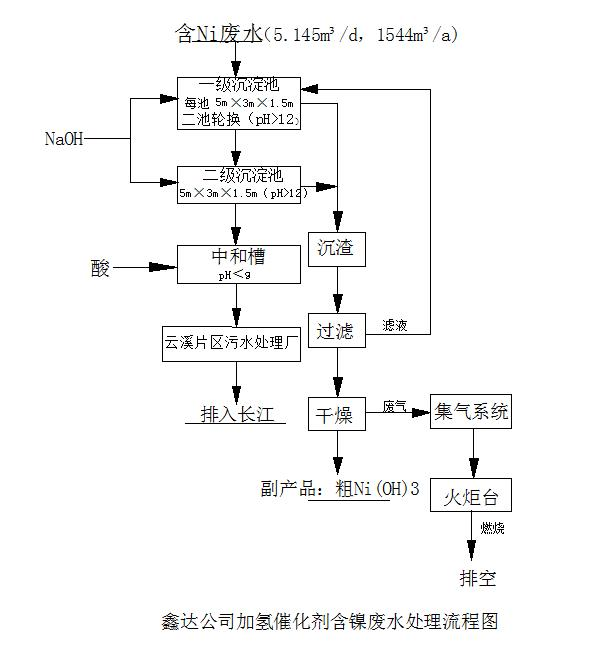 含Ni废水(5.145m³/d，1544m³/a)
一级沉淀池
每池 5m×3m×1.5m
二池轮换（pH>12）
NaOH
二级沉淀池
5m×3m×1.5m（pH>12）
沉渣
中和槽
pH<9
酸
过滤
滤液
云溪片区污水处理厂
干燥
废气
集气系统
排入长江
副产品：粗Ni(OH)3
火炬台
燃烧
排空
鑫达公司加氢催化剂含镍废水处理流程图